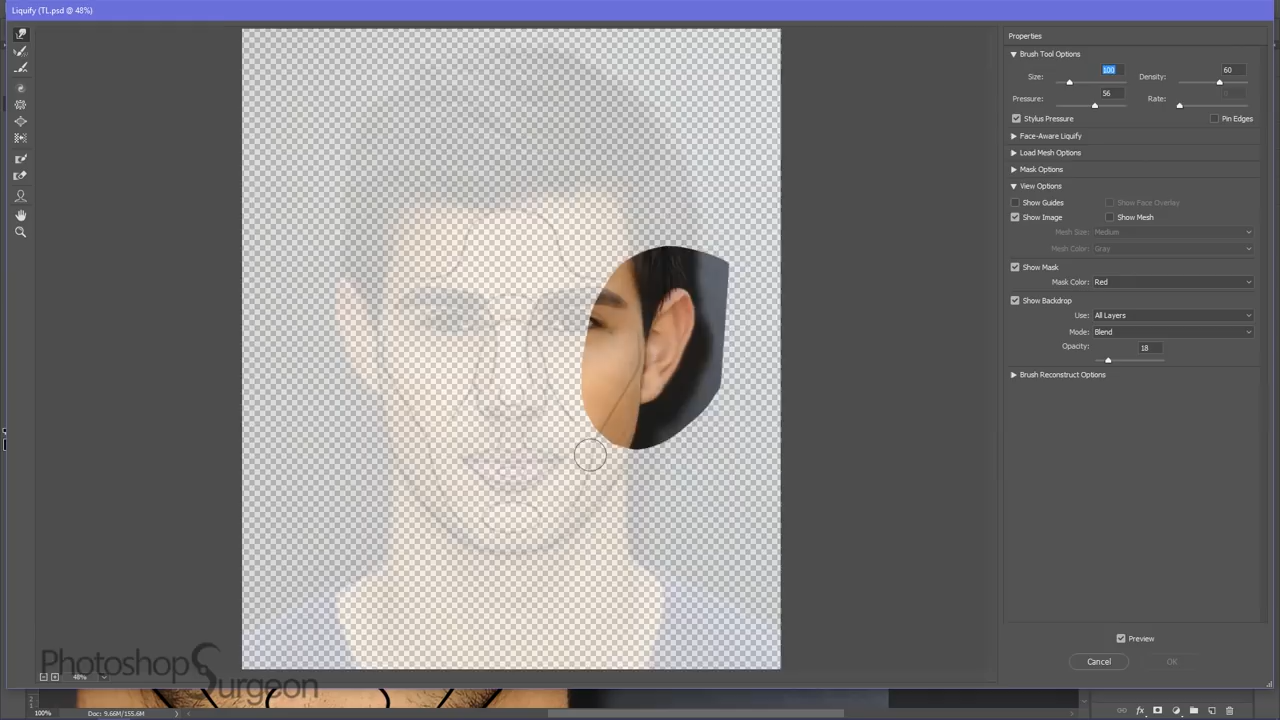 Liquify (TL.psd @ 48%)
Properties
Brush Tool Options
Size: 100 Density: 60
Pressure: 56 Rate:
Stylus Pressure Pin Edges
Face-Aware Liquify
Load Mesh Options
Mask Options
View Options
Show Guides Show Face Overlay
Show Image Show Mesh
Mesh Size: Medium
Mesh Color: Gray
Show Mask
Mask Color: Red
Show Backdrop
Use: All Layers
Mode: Blend
Opacity: 18
Brush Reconstruct Options
Preview
Cancel OK
Photoshop
Surgeon
48%
100% Doc: 9.66M/155.6M
fx